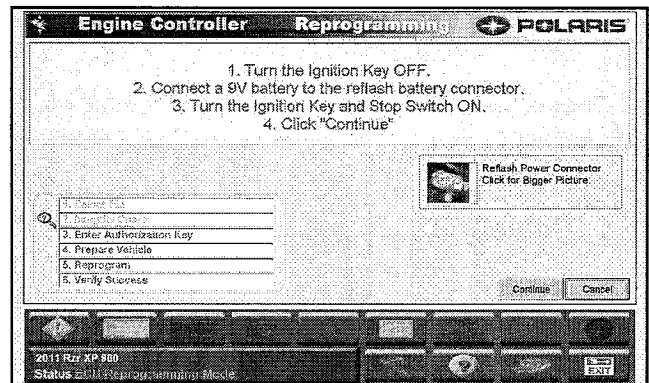 Engine Controller Reprogramming POLARIS
1. Turn the Ignition Key OFF.
2. Connect a 9V battery to the reflash battery connector.
3. Turn the Ignition Key and Stop Switch ON.
4. Click "Continue"
Reflash Power Connector
Click for Bigger Picture.
3. Enter Authorization Key
4. Prepare Vehicle
5. Reprogram
6. Verify Success
Continue Cancel
2011 Rzr XP 900
Status ECU Reprogramming Mode
EXIT